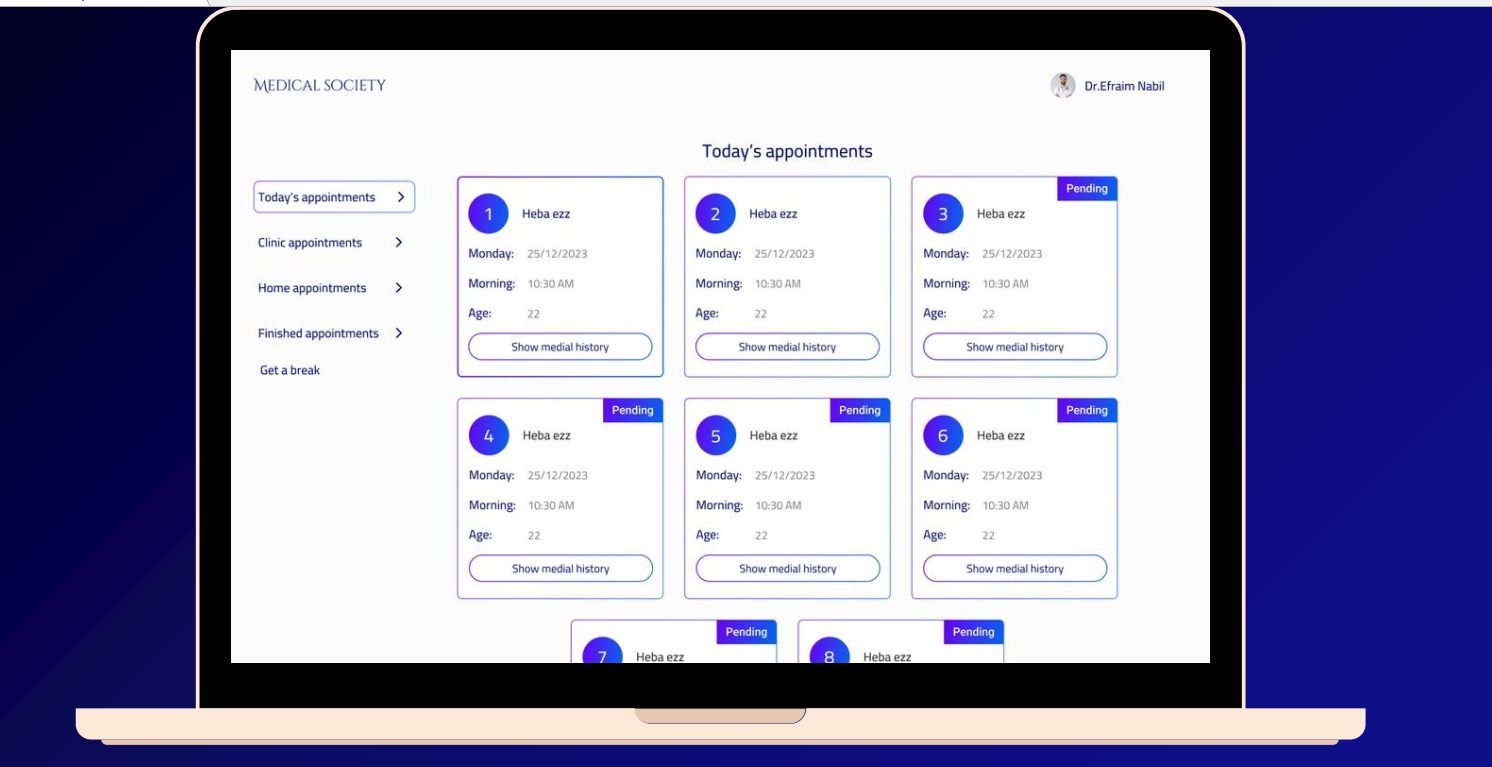 MEDICAL SOCIETY
Dr.Efraim Nabil
Today's appointments
Today's appointments
Clinic appointments
Home appointments
Finished appointments
Get a break
1 Heba ezz
Monday: 25/12/2023
Morning: 10:30 AM
Age: 22
Show medial history
2 Heba ezz
Monday: 25/12/2023
Morning: 10:30 AM
Age: 22
Show medial history
Pending
3 Heba ezz
Monday: 25/12/2023
Morning: 10:30 AM
Age: 22
Show medial history
Pending
4 Heba ezz
Monday: 25/12/2023
Morning: 10:30 AM
Age: 22
Show medial history
Pending
5 Heba ezz
Monday: 25/12/2023
Morning: 10:30 AM
Age: 22
Show medial history
Pending
6 Heba ezz
Monday: 25/12/2023
Morning: 10:30 AM
Age: 22
Show medial history
Pending
7 Heba ezz
Pending
8 Heba ezz